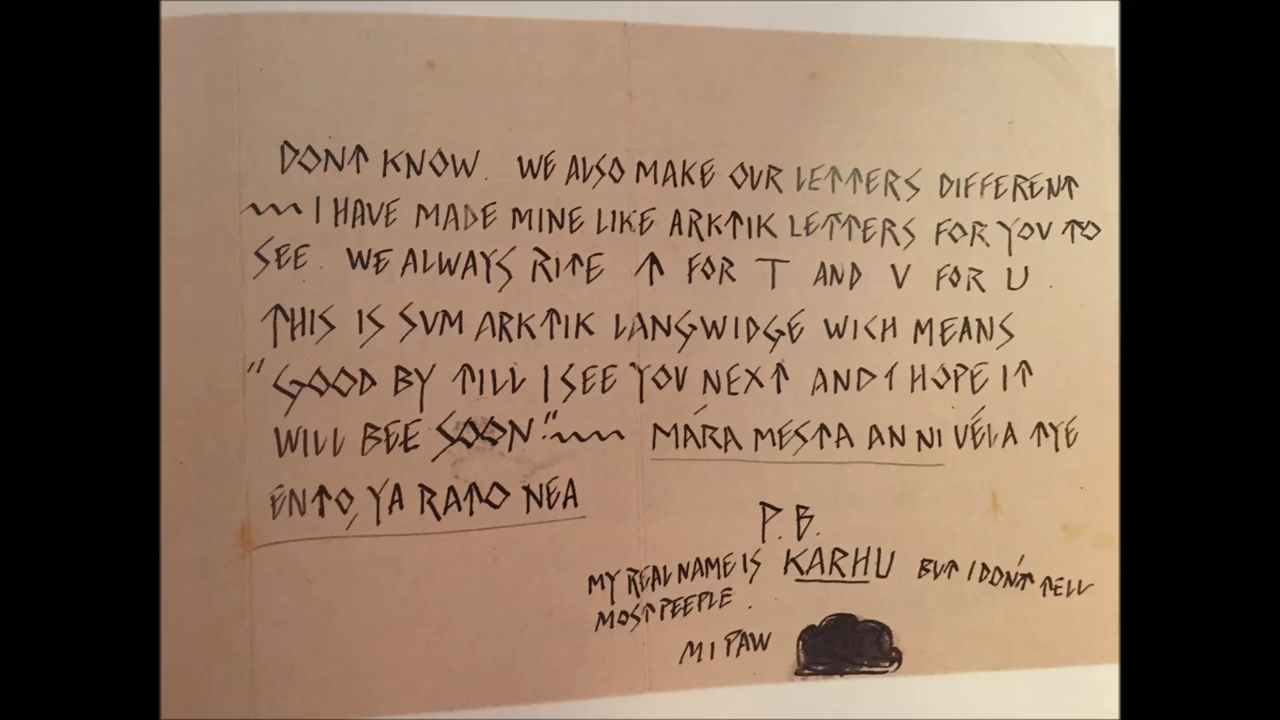 DONT KNOW. WE ALSO MAKE OUR LETTERS DIFFERENT
~~~ I HAVE MADE MINE LIKE ARKTIK LETTERS FOR YOU TO
SEE. WE ALWAYS RITE ↑ FOR T AND V FOR U.
THIS IS SVM ARKTIK LANGWIDGE WICH MEANS
"GOOD BY TILL I SEE YOV NEXT AND I HOPE IT
WILL BEE SOON." ~~~ MÁRA MESTA AN NI VÉLA TYE
ENTO, YA RATO NEA
P. B.
MY REAL NAME IS KARHU BUT I DON'T TELL
MOST PEEPLE.
MI PAW